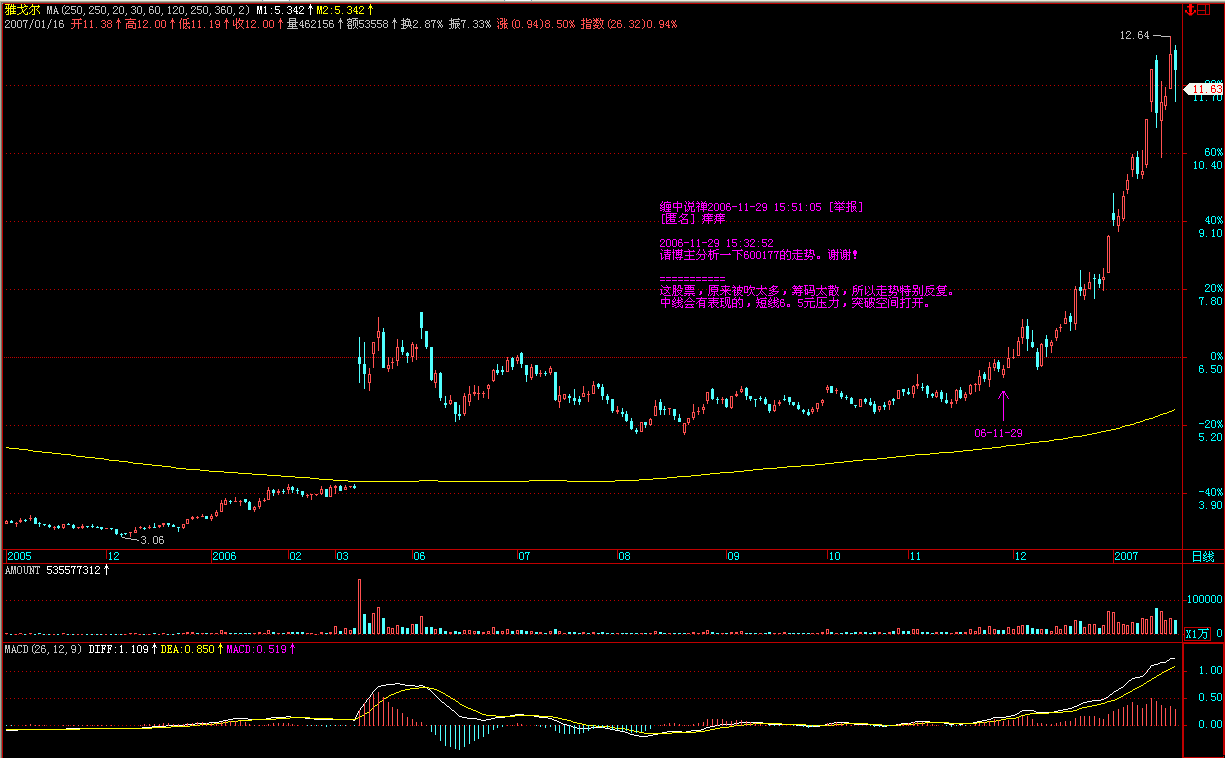 雅戈尔 MA(250,250,20,30,60,120,250,360,2) M1:5.342↑M2:5.342↑
2007/01/16 开11.38↑高12.00↑低11.19↑收12.00↑量462156↑额53558↑换2.87% 振7.33% 涨(0.94)8.50% 指数(26.32)0.94%
12.64
11.63
11.70
60%
10.40
缠中说禅2006-11-29 15:51:05 [举报]
[匿名] 摩摩
40%
9.10
2006-11-29 15:32:52
请博主分析一下600177的走势。谢谢!
===========
这股票，原来被吹太多，筹码太散，所以走势特别反复。
中线会有表现的，短线6。5元压力，突破空间打开。
20%
7.80
0%
6.50
-20%
5.20
06-11-29
-40%
3.90
3.06
2005 12 2006 02 03 06 07 08 09 10 11 12 2007 日线
AMOUNT 535577312↑
100000
X1万 0
MACD(26,12,9) DIFF:1.109↑DEA:0.850↑MACD:0.519↑
1.00
0.50
0.00